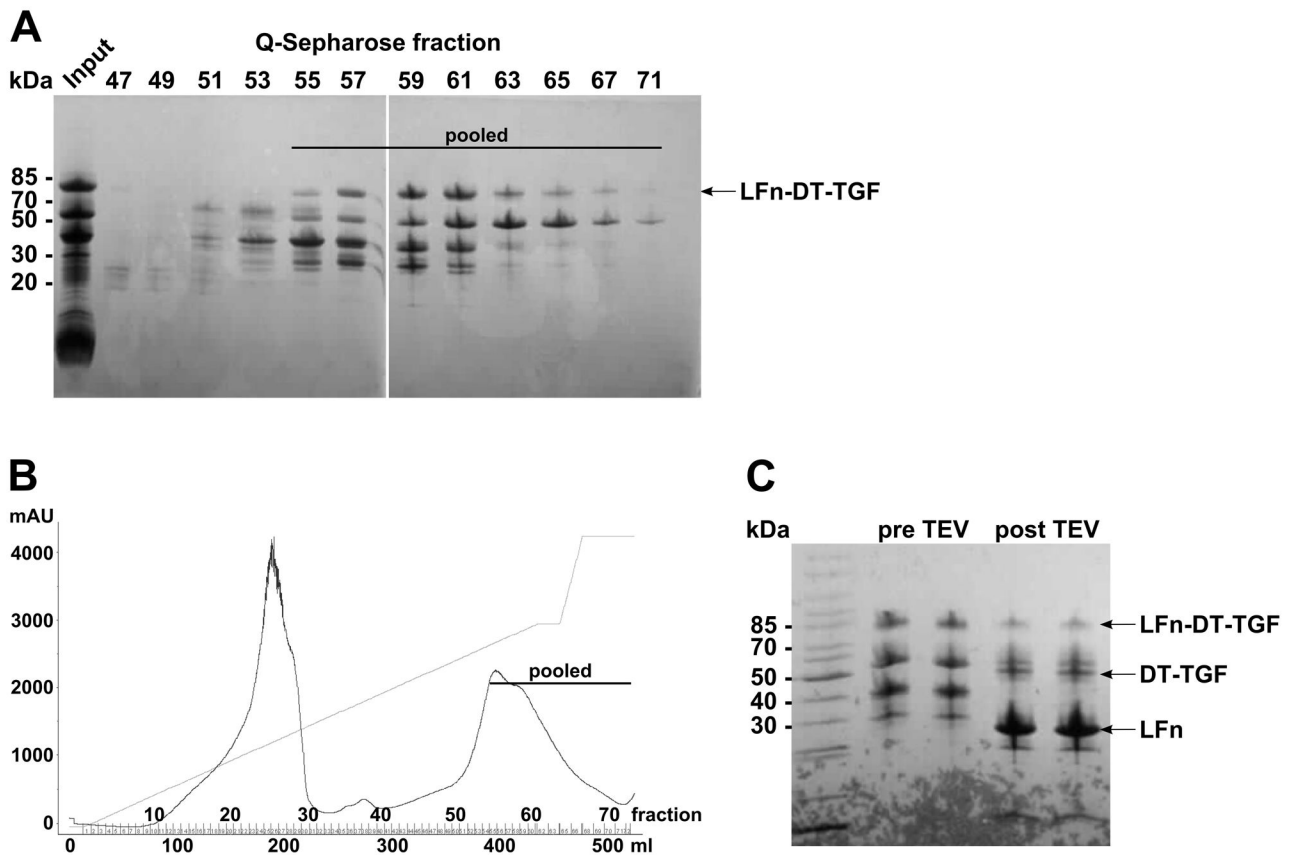 A
Q-Sepharose fraction
kDa Input 47 49 51 53 55 57 59 61 63 65 67 71
pooled
85 -
70 -
50 -
30 -
20 -
LFn-DT-TGF
B
mAU
4000
3000
2000
1000
0
pooled
10 20 30 40 50 60 70 fraction
0 100 200 300 400 500 ml
C
kDa pre TEV post TEV
85 -
70 -
50 -
40 -
30 -
LFn-DT-TGF
DT-TGF
LFn